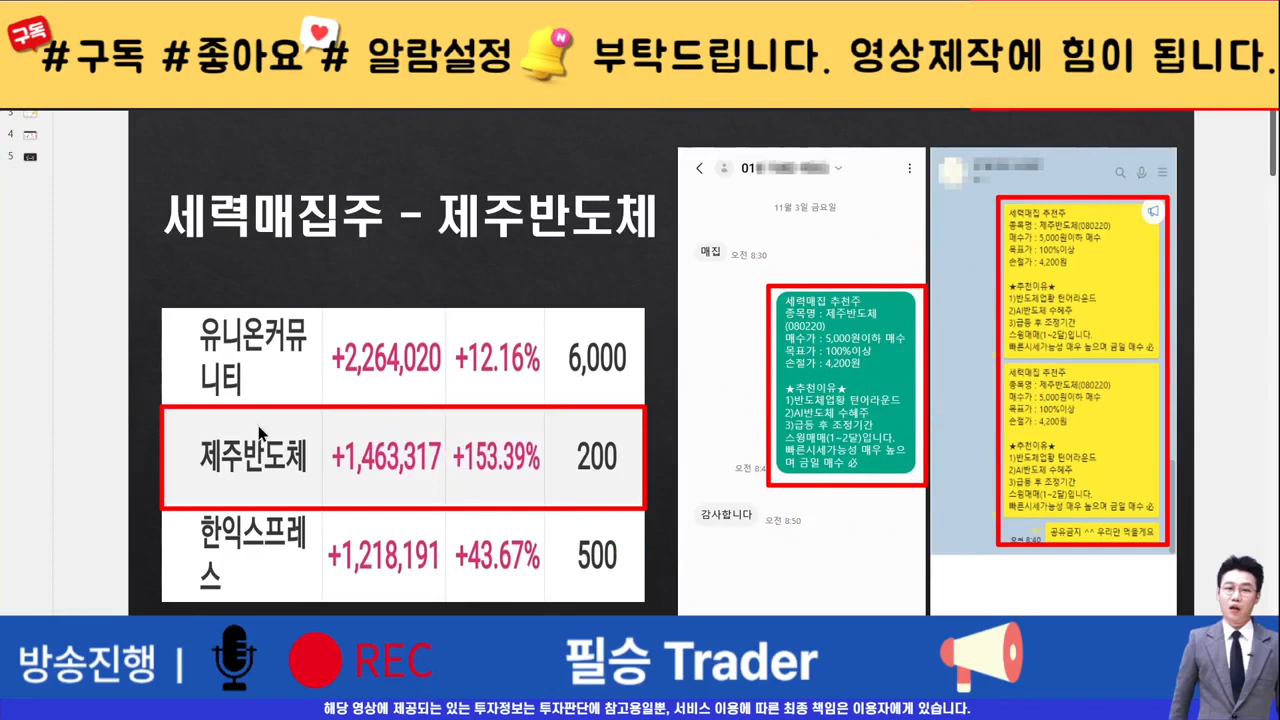 구독
#구독 #좋아요 # 알람설정 N 부탁드립니다. 영상제작에 힘이 됩니다.
3
4
5
세력매집주 - 제주반도체
유니온커뮤니티 +2,264,020 +12.16% 6,000
제주반도체 +1,463,317 +153.39% 200
한익스프레스 +1,218,191 +43.67% 500
01
11월 3일 금요일
매집 오전 8:30
세력매집 추천주
종목명 : 제주반도체
(080220)
매수가 : 5,000원이하 매수
목표가 : 100%이상
손절가 : 4,200원
★추천이유★
1)반도체업황 턴어라운드
2)AI반도체 수혜주
3)급등 후 조정기간
스윙매매(1~2달)입니다.
빠른시세가능성 매우 높으
며 금일 매수 必
오전 8:4
감사합니다 오전 8:50
세력매집 추천주
종목명 : 제주반도체(080220)
매수가 : 5,000원이하 매수
목표가 : 100%이상
손절가 : 4,200원
★추천이유★
1)반도체업황 턴어라운드
2)AI반도체 수혜주
3)급등 후 조정기간
스윙매매(1~2달)입니다.
빠른시세가능성 매우 높으며 금일 매수 必
세력매집 추천주
종목명 : 제주반도체(080220)
매수가 : 5,000원이하 매수
목표가 : 100%이상
손절가 : 4,200원
★추천이유★
1)반도체업황 턴어라운드
2)AI반도체 수혜주
3)급등 후 조정기간
스윙매매(1~2달)입니다.
빠른시세가능성 매우 높으며 금일 매수 必
오전 8:40 공유금지 ^^ 우리만 먹을게요
방송진행 | REC 필승 Trader
해당 영상에 제공되는 있는 투자정보는 투자판단에 참고용일뿐, 서비스 이용에 따른 최종 책임은 이용자에게 있습니다.